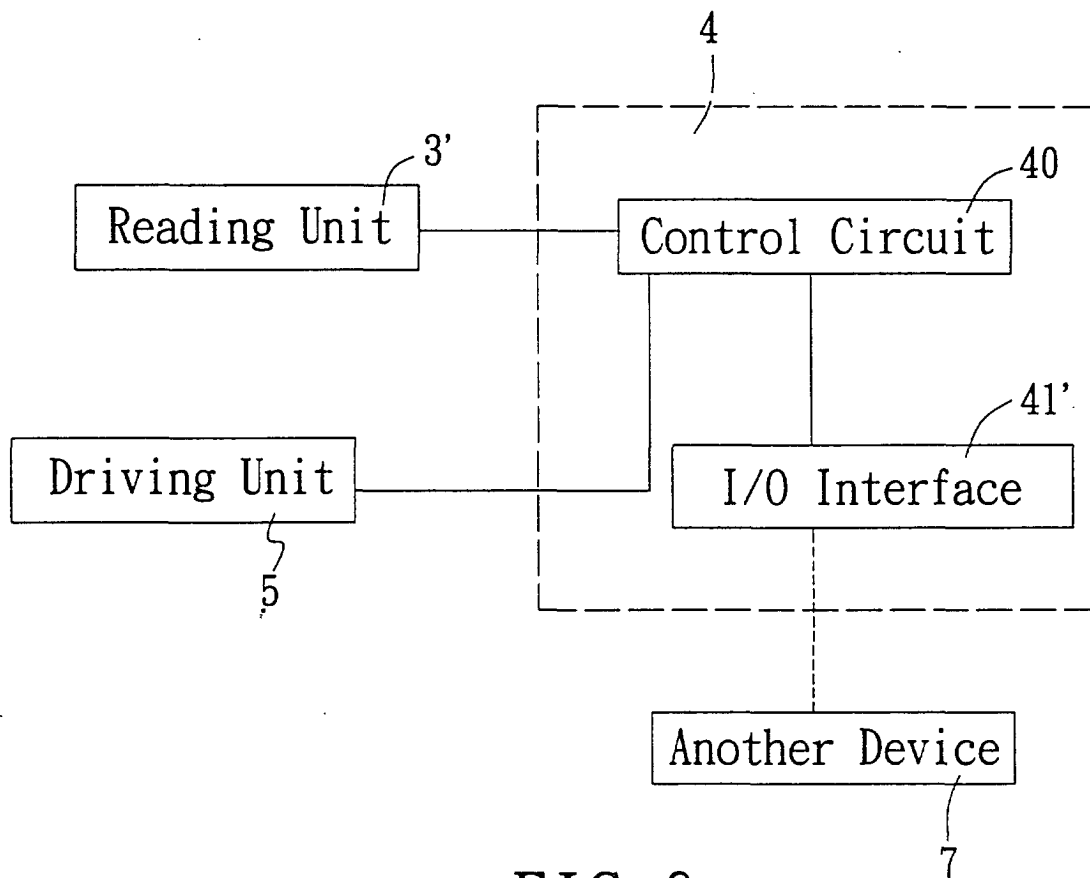 4
3'
40
Reading Unit
Control Circuit
41'
Driving Unit
I/O Interface
5
Another Device
7